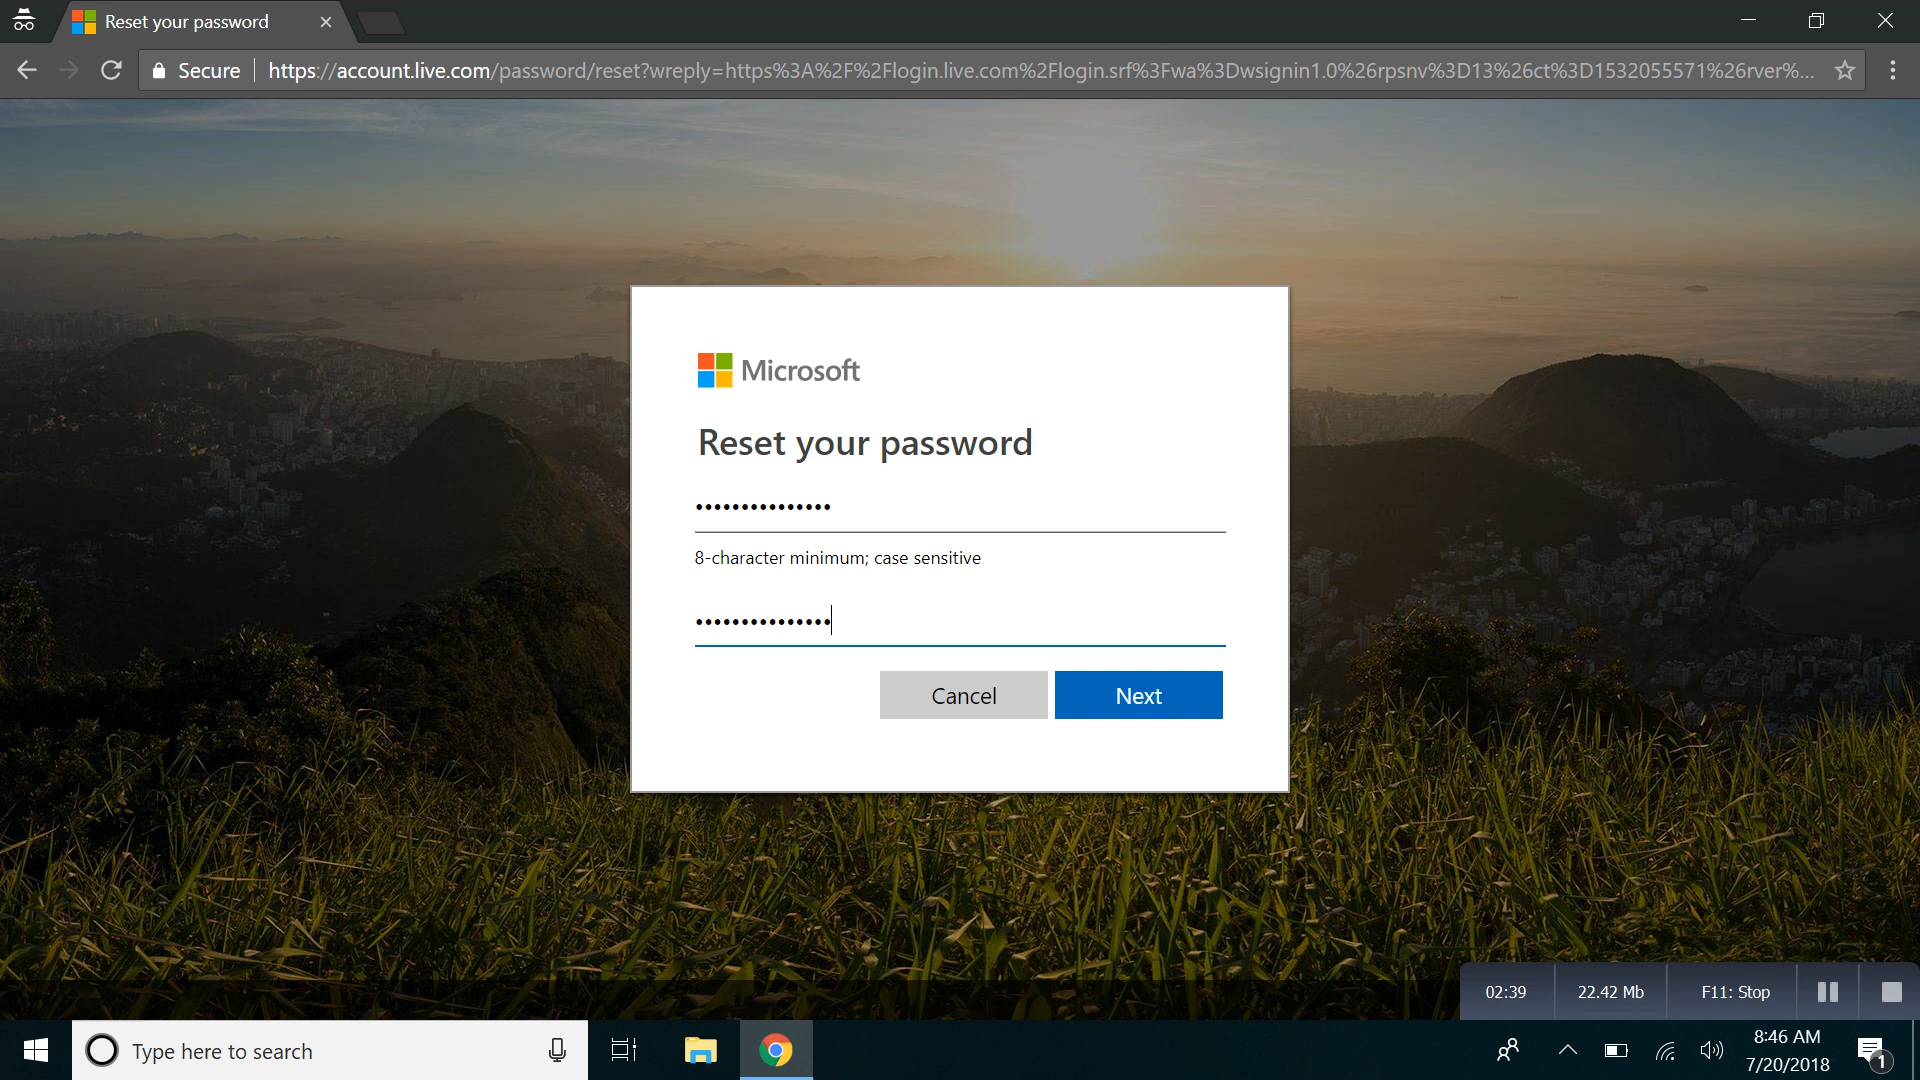 Reset your password
Secure
https://account.live.com/password/reset?wreply=https%3A%2F%2Flogin.live.com%2Flogin.srf%3Fwa%3Dwsignin1.0%26rpsnv%3D13%26ct%3D1532055571%26rver%...
Microsoft
Reset your password
•••••••••••••••
8-character minimum; case sensitive
•••••••••••••••
Cancel
Next
02:39
22.42 Mb
F11: Stop
Type here to search
8:46 AM
7/20/2018
1